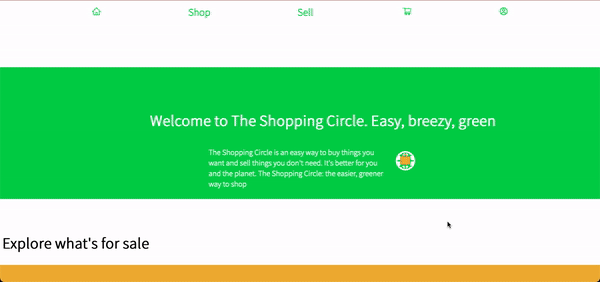 Shop
Sell
Welcome to The Shopping Circle. Easy, breezy, green
The Shopping Circle is an easy way to buy things you
want and sell things you don't need. It's better for you
and the planet. The Shopping Circle: the easier, greener
way to shop
Explore what's for sale